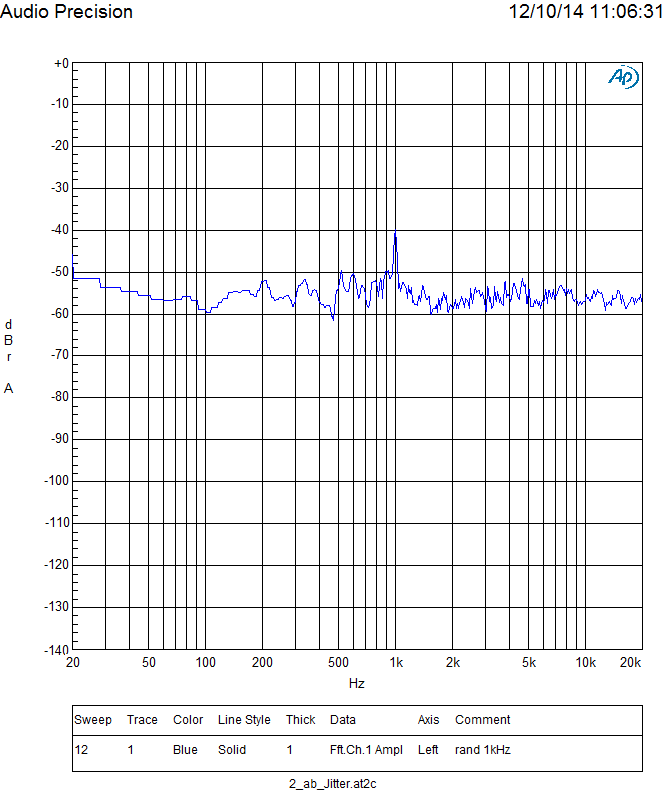 Audio Precision 12/10/14 11:06:31
Ap
+0
-10
-20
-30
-40
-50
-60
-70
-80
-90
-100
-110
-120
-130
-140
d
B
r
A
20 50 100 200 500 1k 2k 5k 10k 20k
Hz
Sweep Trace Color Line Style Thick Data Axis Comment
12 1 Blue Solid 1 Fft.Ch.1 Ampl Left rand 1kHz
2_ab_Jitter.at2c